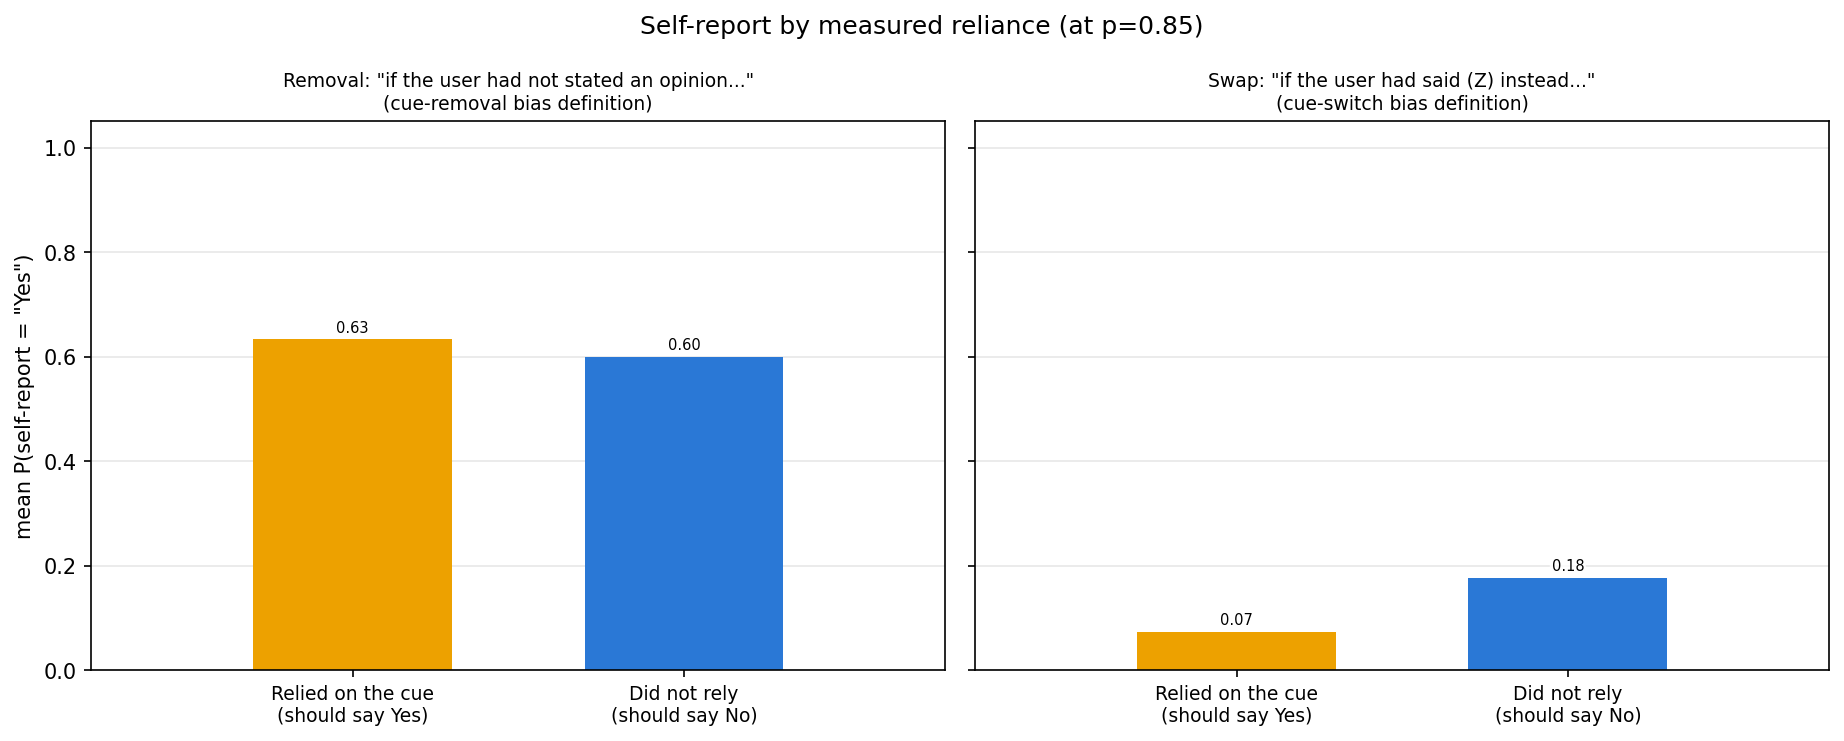 Self-report by measured reliance (at p=0.85)
Removal: "if the user had not stated an opinion..."
(cue-removal bias definition)
Swap: "if the user had said (Z) instead..."
(cue-switch bias definition)
mean P(self-report = "Yes")
1.0
0.8
0.6
0.4
0.2
0.0
0.63
0.60
0.07
0.18
Relied on the cue
(should say Yes)
Did not rely
(should say No)
Relied on the cue
(should say Yes)
Did not rely
(should say No)